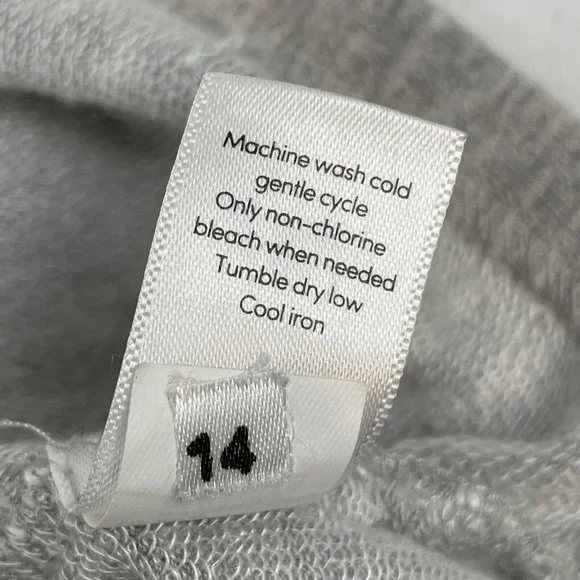 Machine wash cold
gentle cycle
Only non-chlorine
bleach when needed
Tumble dry low
Cool iron
14